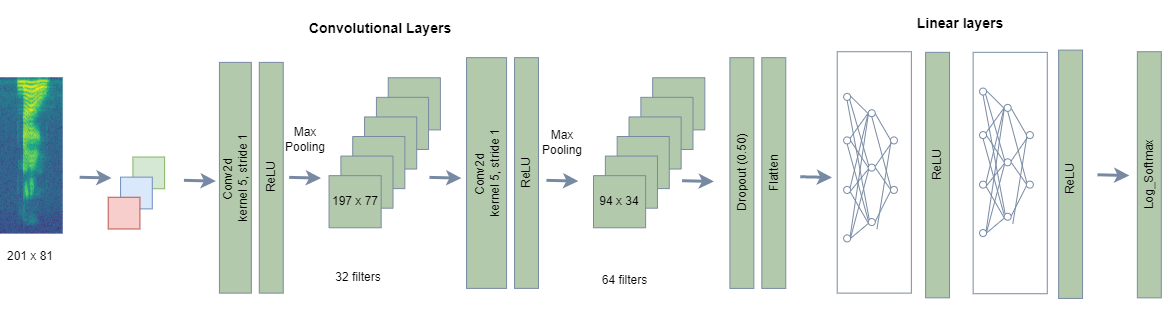 Convolutional Layers
Linear layers
201 x 81
Conv2d
kernel 5, stride 1
ReLU
Max
Pooling
197 x 77
32 filters
Conv2d
kernel 5, stride 1
ReLU
Max
Pooling
94 x 34
64 filters
Dropout (0.50)
Flatten
ReLU
ReLU
Log_Softmax